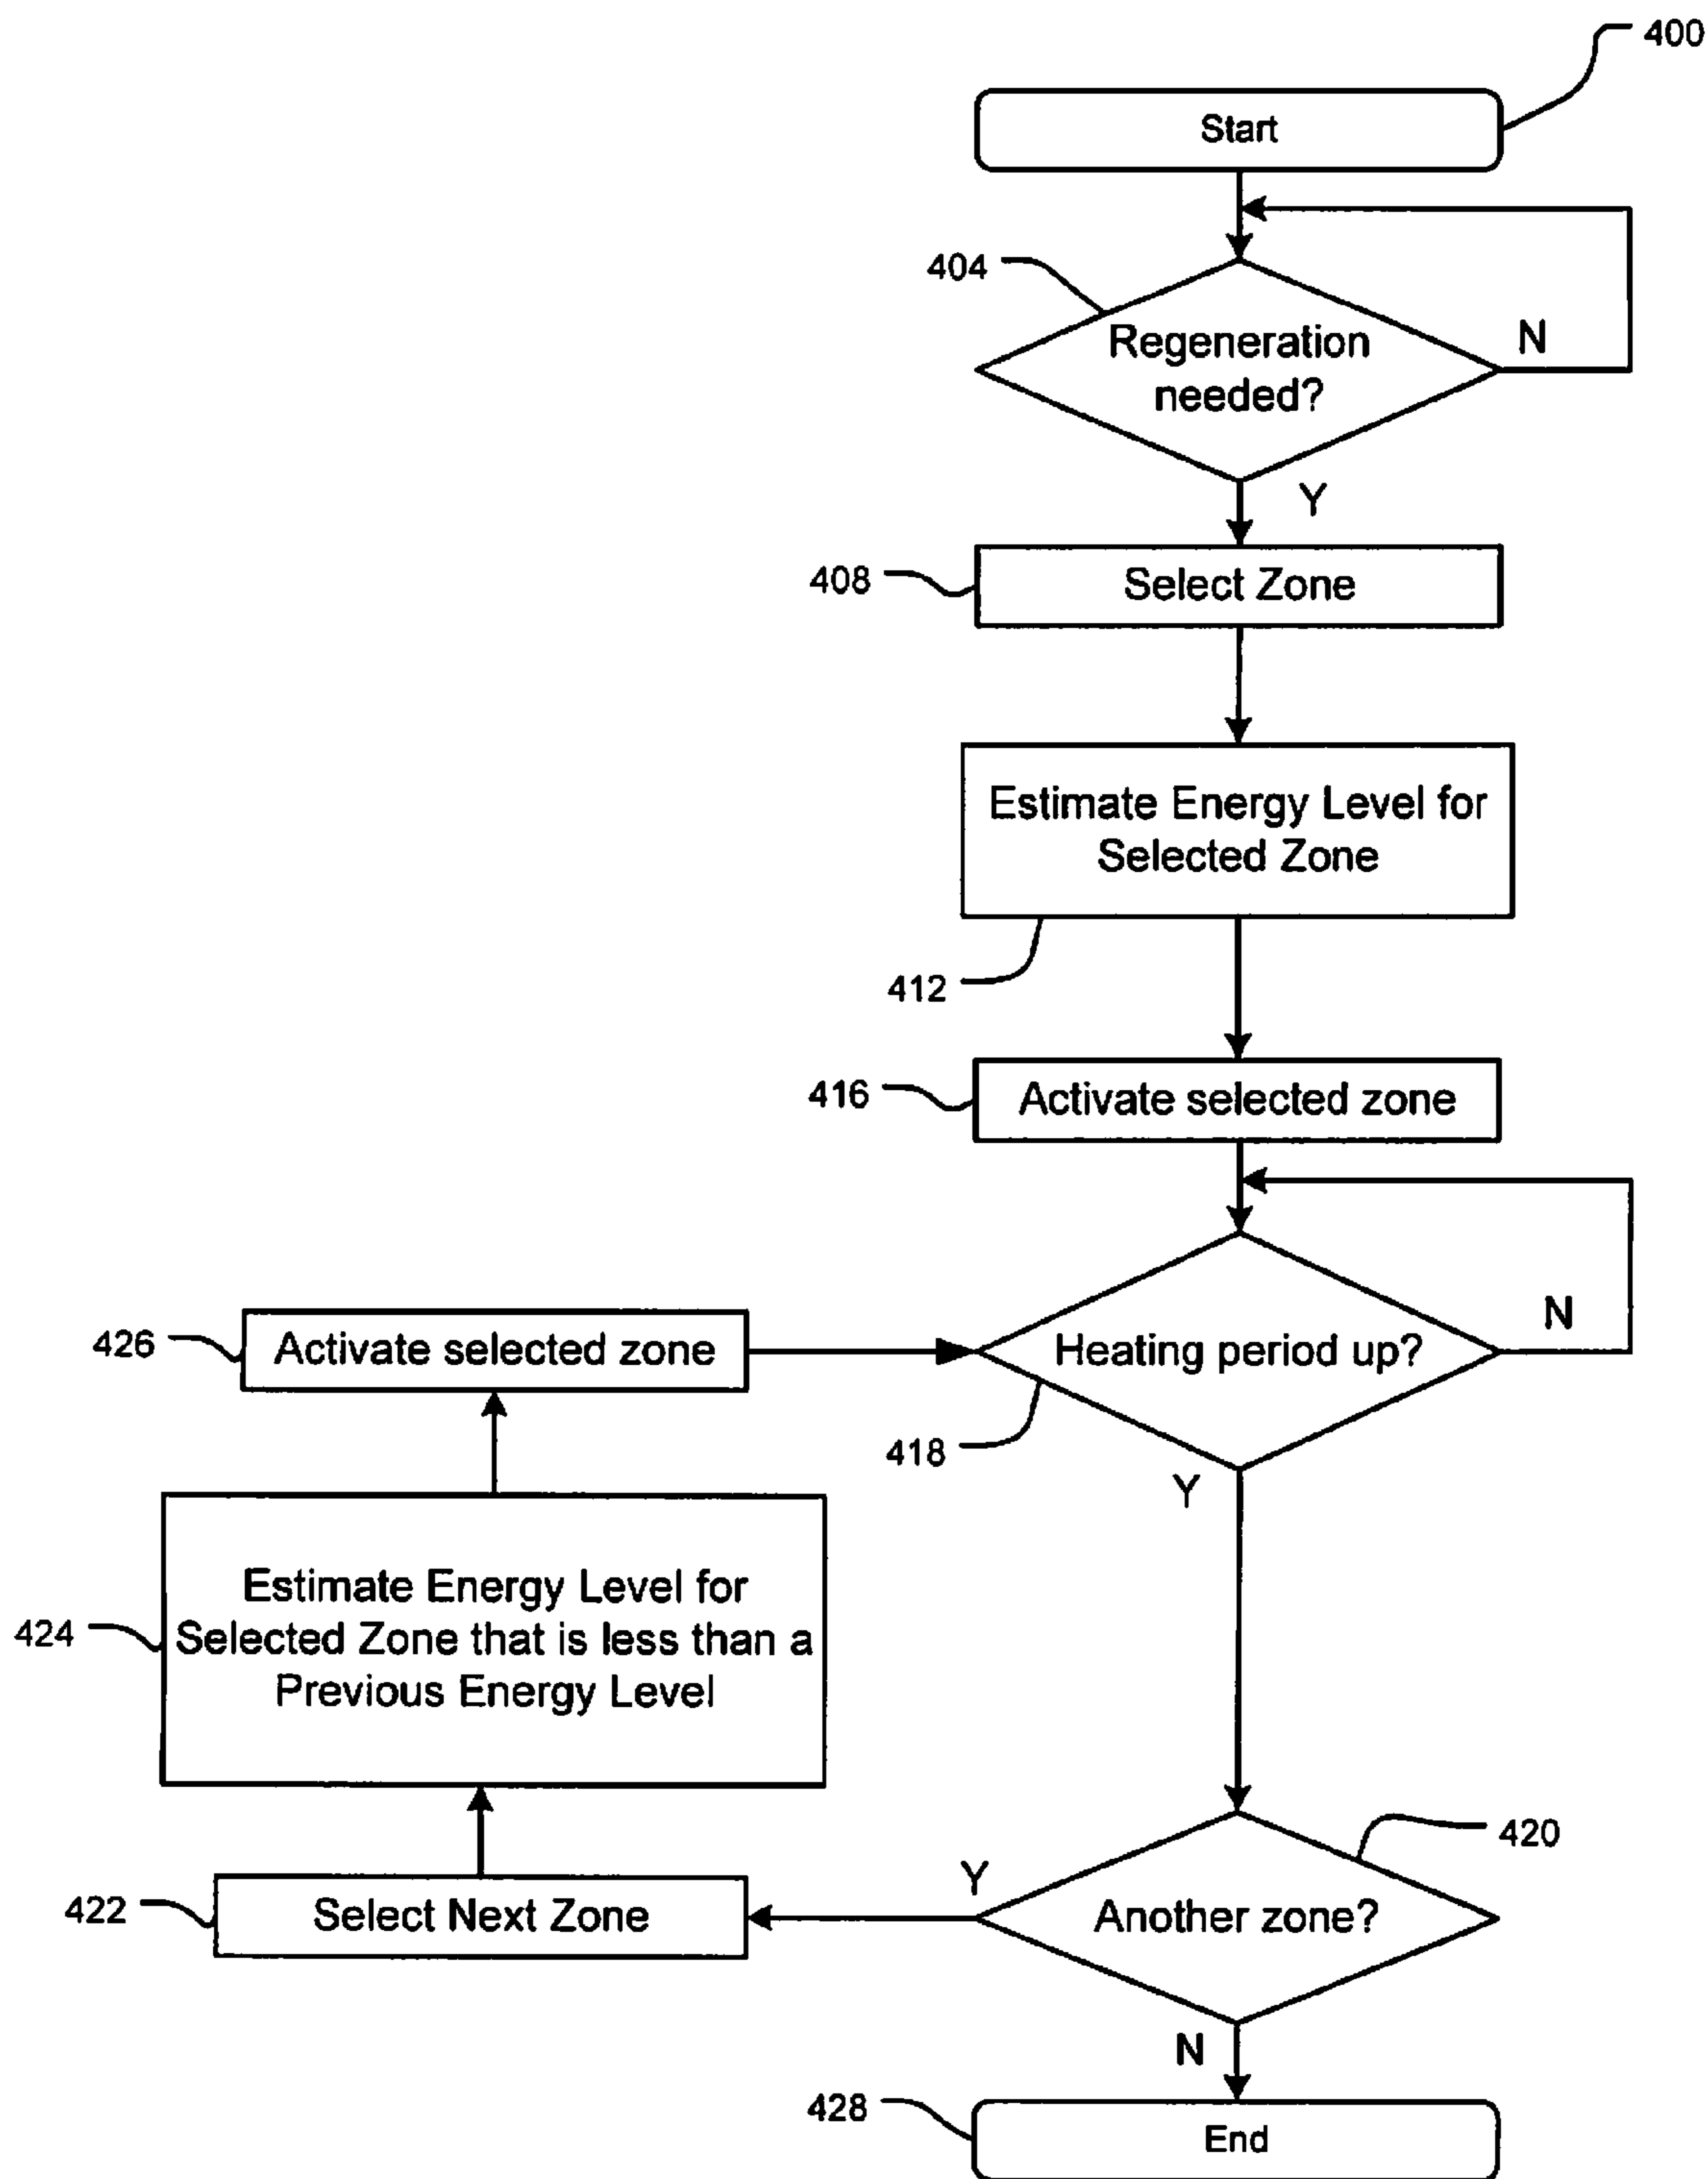 400
Start
404
Regeneration
needed?
N
Y
408
Select Zone
Estimate Energy Level for
Selected Zone
412
416
Activate selected zone
426
Activate selected zone
Heating period up?
N
418
Y
424
Estimate Energy Level for
Selected Zone that is less than a
Previous Energy Level
420
Y
422
Select Next Zone
Another zone?
N
428
End